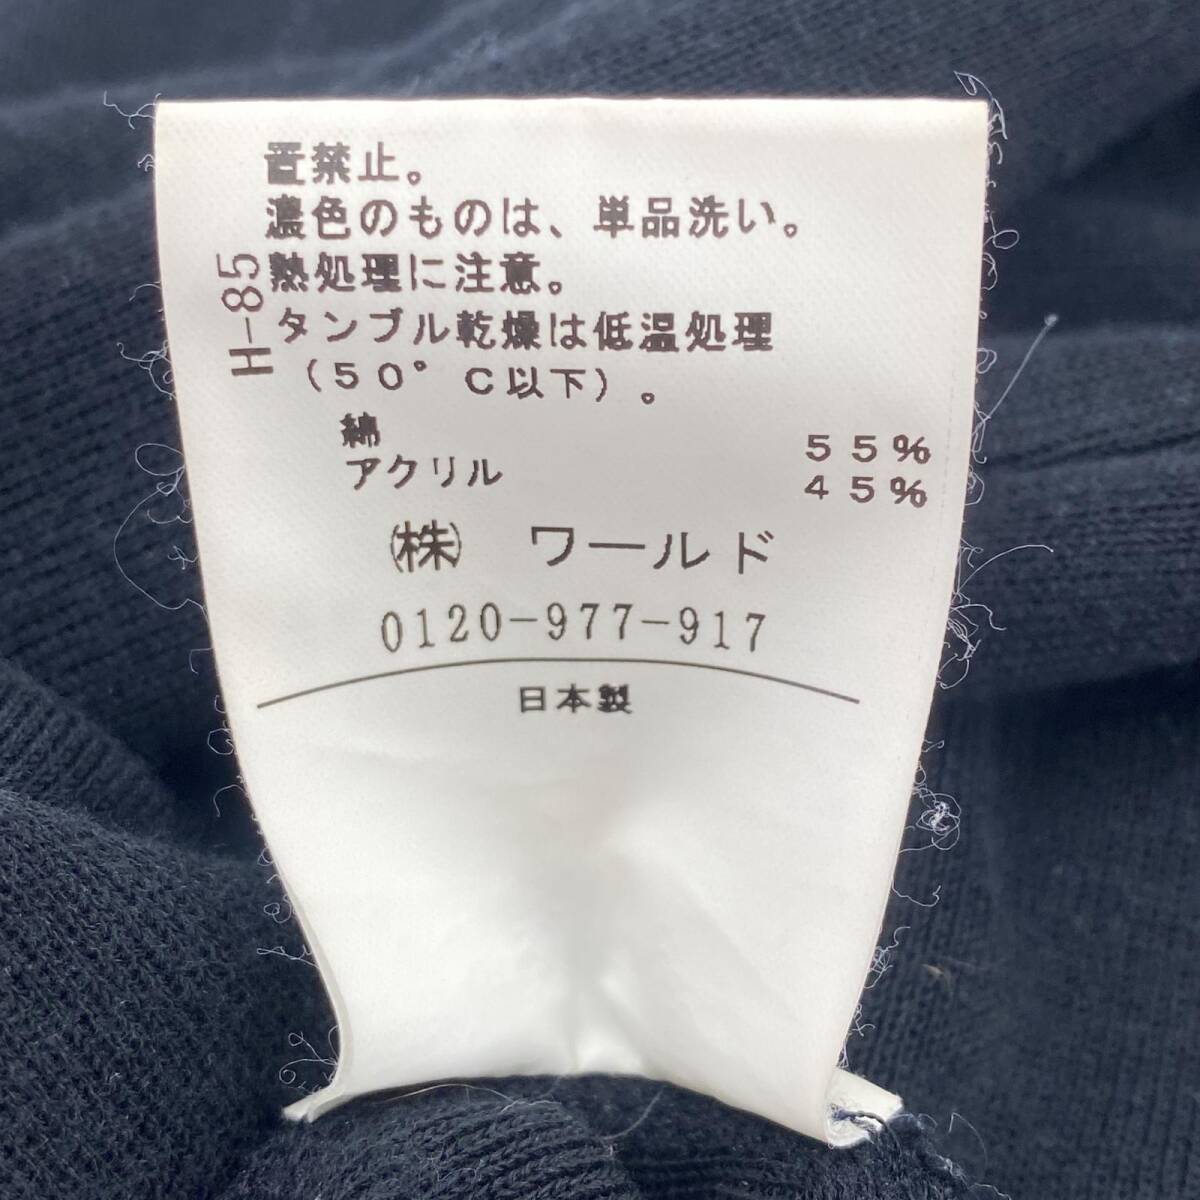 置禁止。
濃色のものは、単品洗い。
熱処理に注意。
タンブル乾燥は低温処理
(50°C以下)。
H-85
綿 55%
アクリル 45%
㈱ ワールド
0120-977-917
日本製